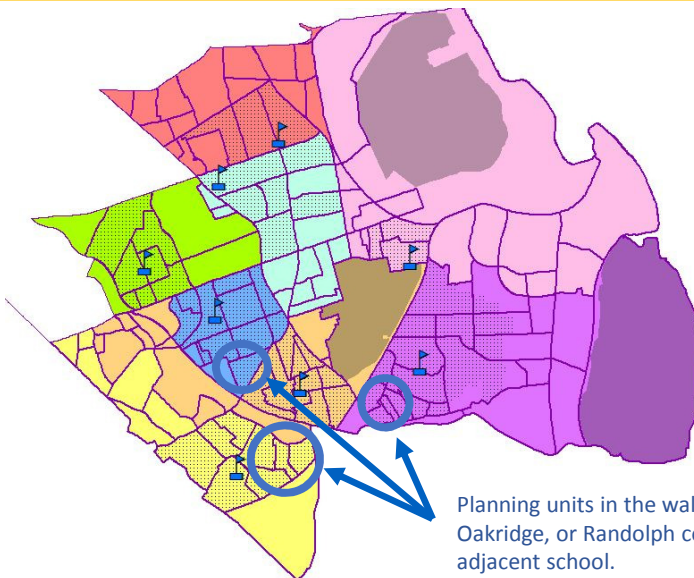 Planning units in the wal
Oakridge, or Randolph co
adjacent school.